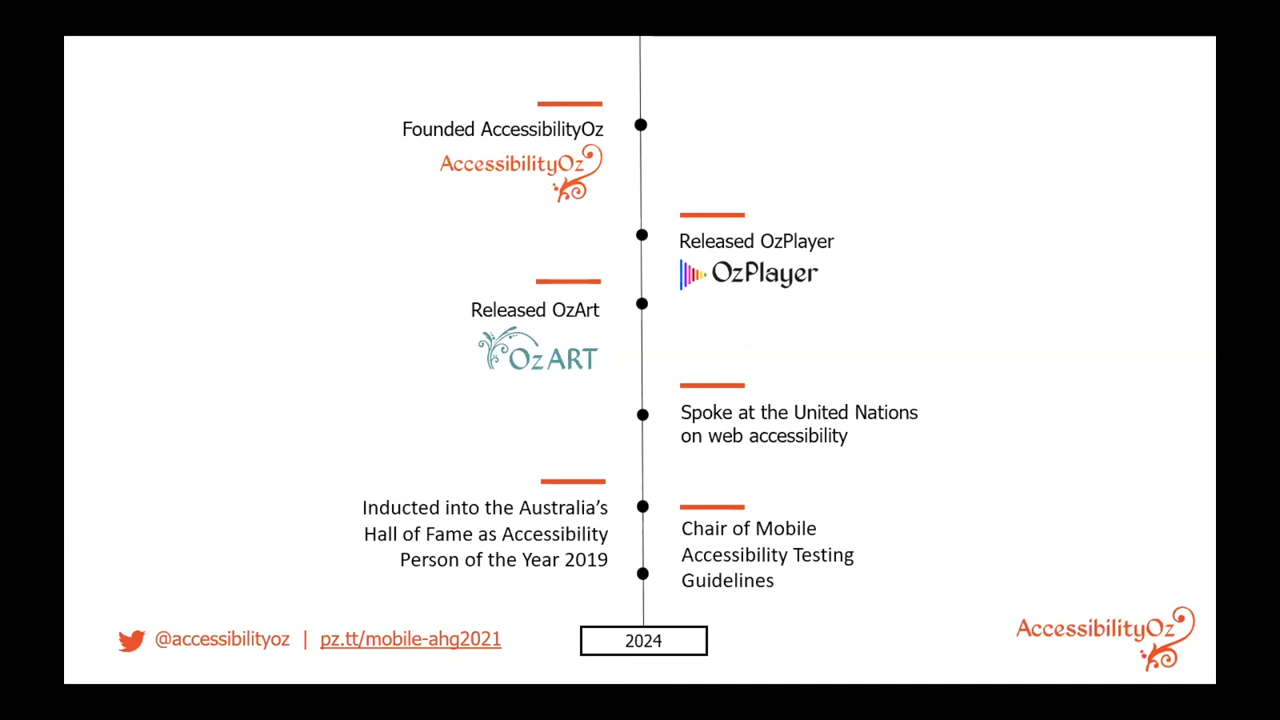 Founded AccessibilityOz
AccessibilityOz
Released OzPlayer
OzPlayer
Released OzArt
OzART
Spoke at the United Nations
on web accessibility
Inducted into the Australia’s
Hall of Fame as Accessibility
Person of the Year 2019
Chair of Mobile
Accessibility Testing
Guidelines
@accessibilityoz | pz.tt/mobile-ahg2021
2024
AccessibilityOz